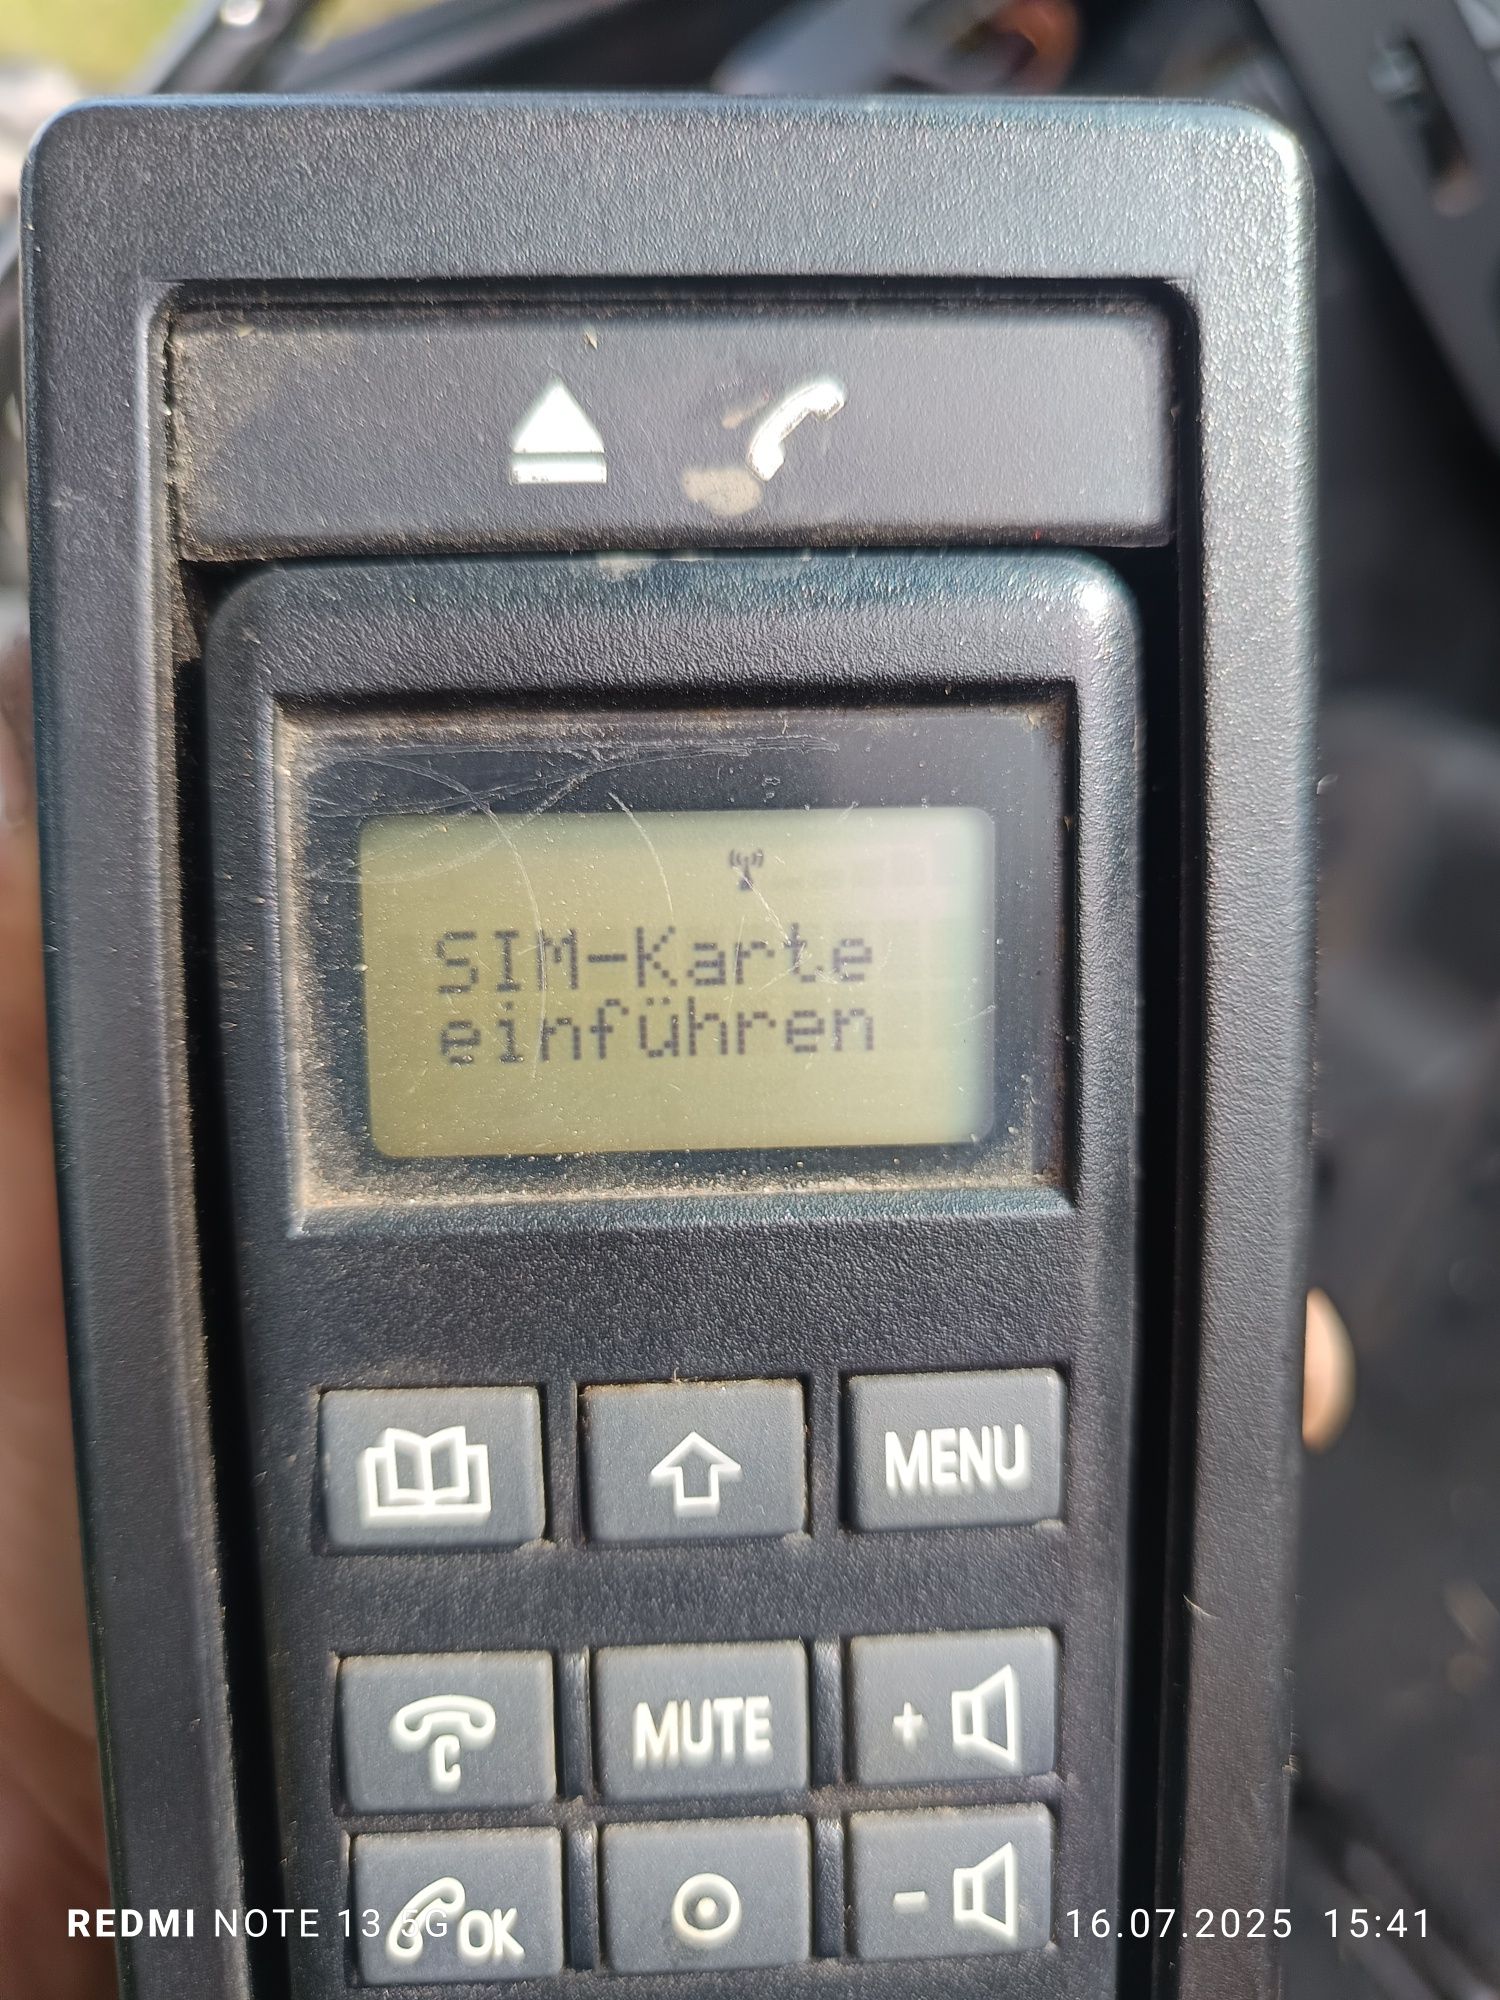 SIM-Karte
einführen
MENU
C
MUTE
+
OK
-
REDMI NOTE 13 5G
16.07.2025 15:41